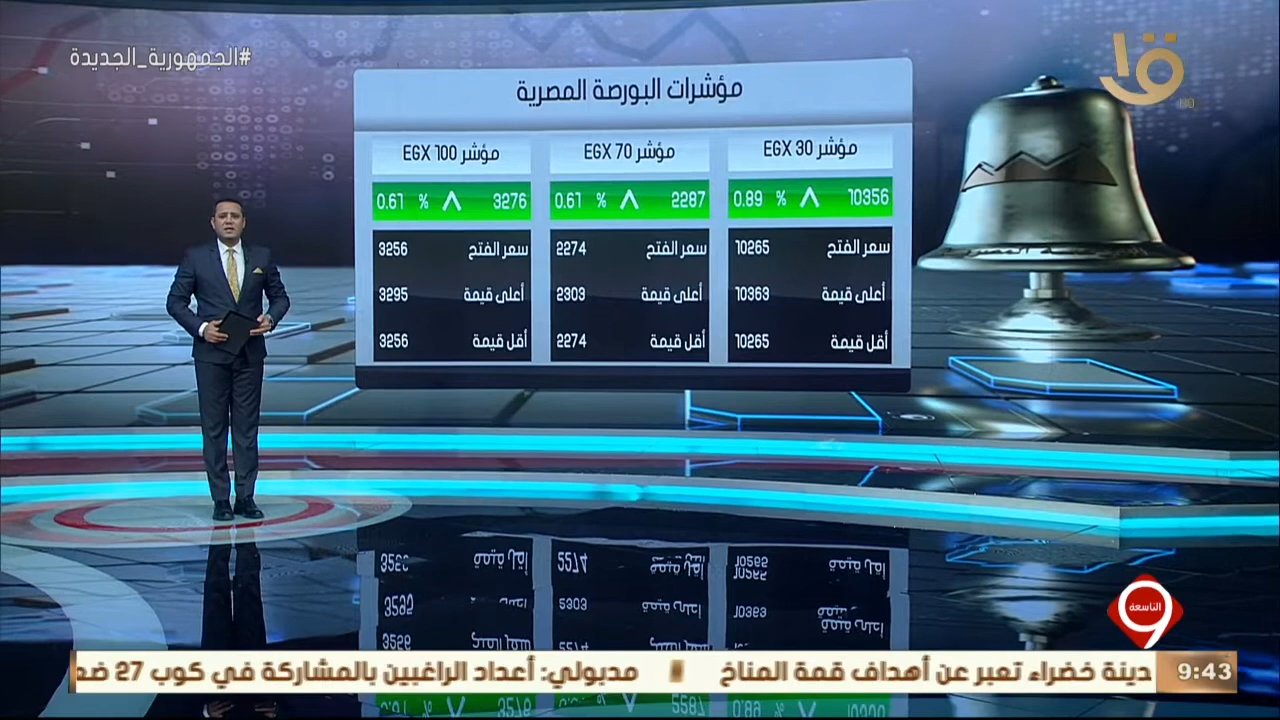 #الجمهورية_الجديدة
مؤشرات البورصة المصرية
مؤشر EGX 30
10356 % 0.89
سعر الفتح 10265
أعلى قيمة 10363
أقل قيمة 10265
مؤشر EGX 70
2287 % 0.61
سعر الفتح 2274
أعلى قيمة 2303
أقل قيمة 2274
مؤشر EGX 100
3276 % 0.61
سعر الفتح 3256
أعلى قيمة 3295
أقل قيمة 3256
التاسعة
9
9:43
دينة خضراء تعبر عن أهداف قمة المناخ
مدبولي: أعداد الراغبين بالمشاركة في كوب 27 ضعـ